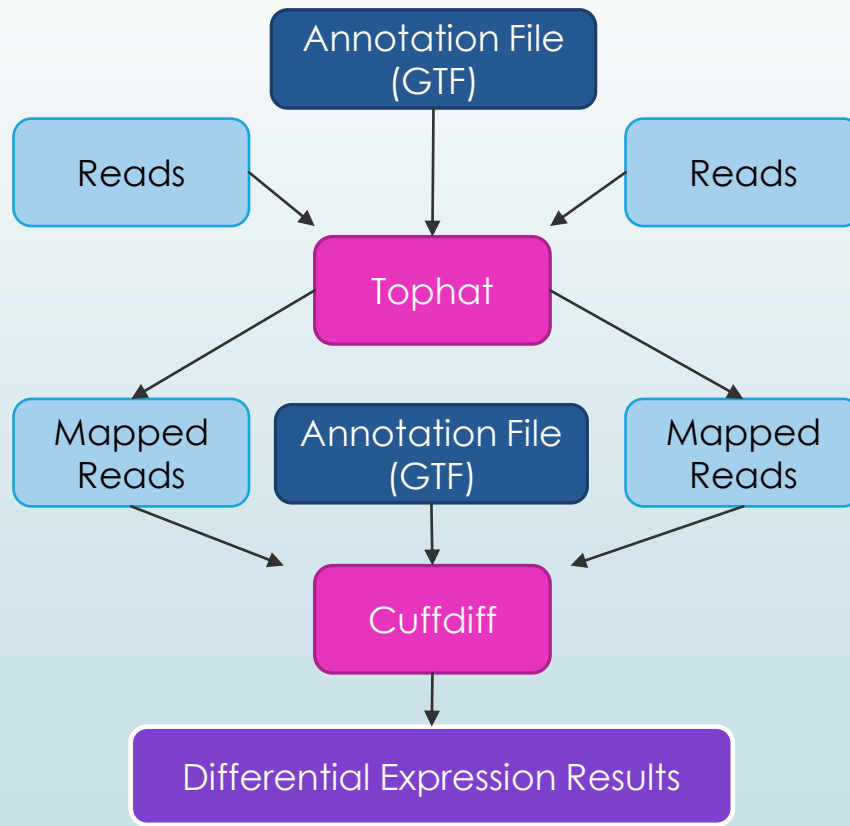 Annotation File
(GTF)
Reads
Reads
Tophat
Mapped
Reads
Annotation File
(GTF)
Mapped
Reads
Cuffdiff
Differential Expression Results